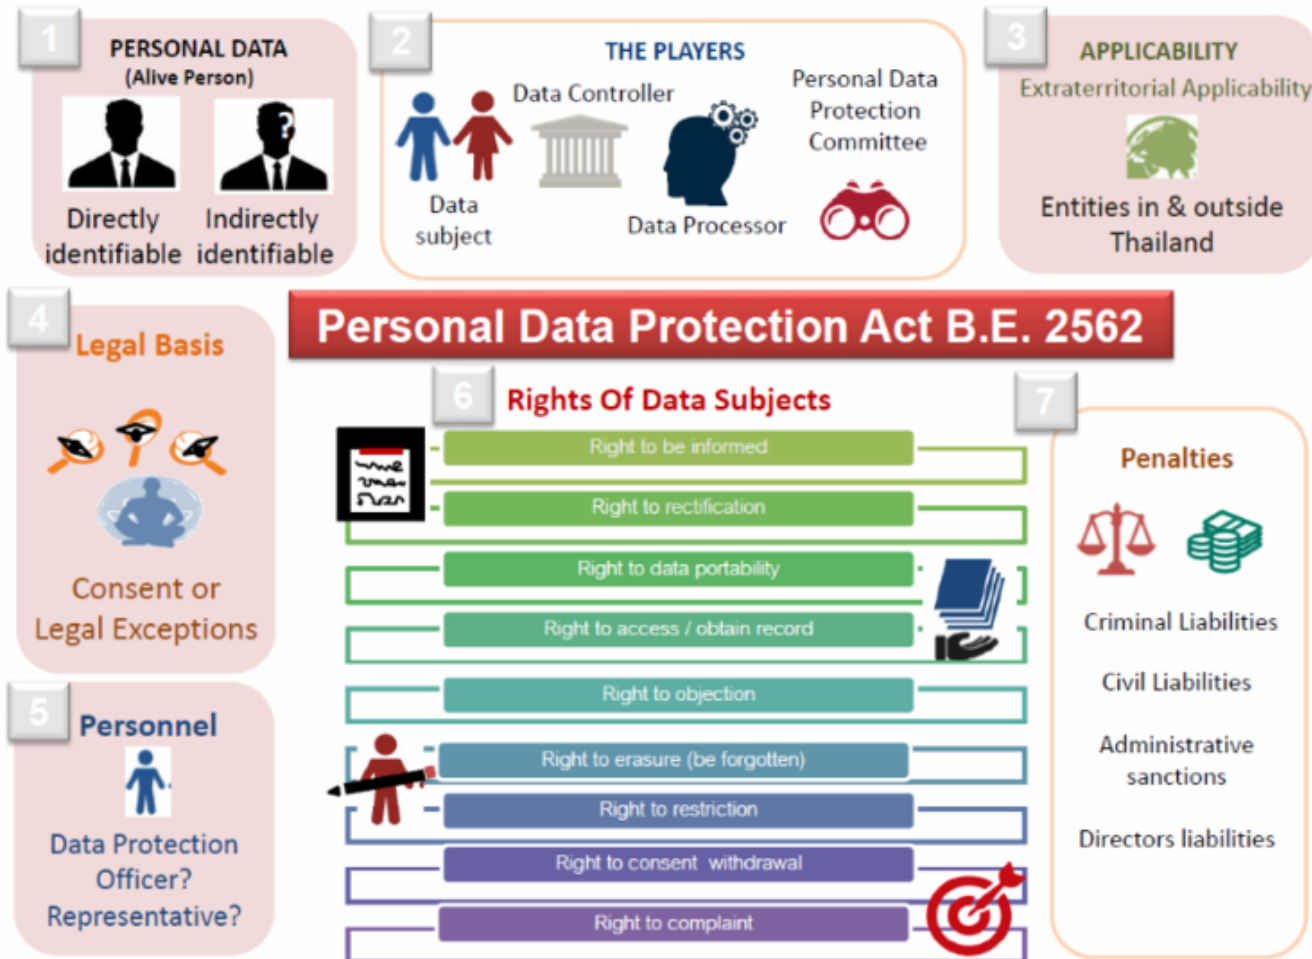 1
PERSONAL DATA
(Alive Person)
Directly
identifiable
Indirectly
identifiable
2
THE PLAYERS
Data
subject
Data Controller
Data Processor
Personal Data
Protection
Committee
3
APPLICABILITY
Extraterritorial Applicability
Entities in & outside
Thailand
Personal Data Protection Act B.E. 2562
4
Legal Basis
Consent or
Legal Exceptions
5
Personnel
Data Protection
Officer?
Representative?
6
Rights Of Data Subjects
Right to be informed
Right to rectification
Right to data portability
Right to access / obtain record
Right to objection
Right to erasure (be forgotten)
Right to restriction
Right to consent withdrawal
Right to complaint
7
Penalties
Criminal Liabilities
Civil Liabilities
Administrative
sanctions
Directors liabilities